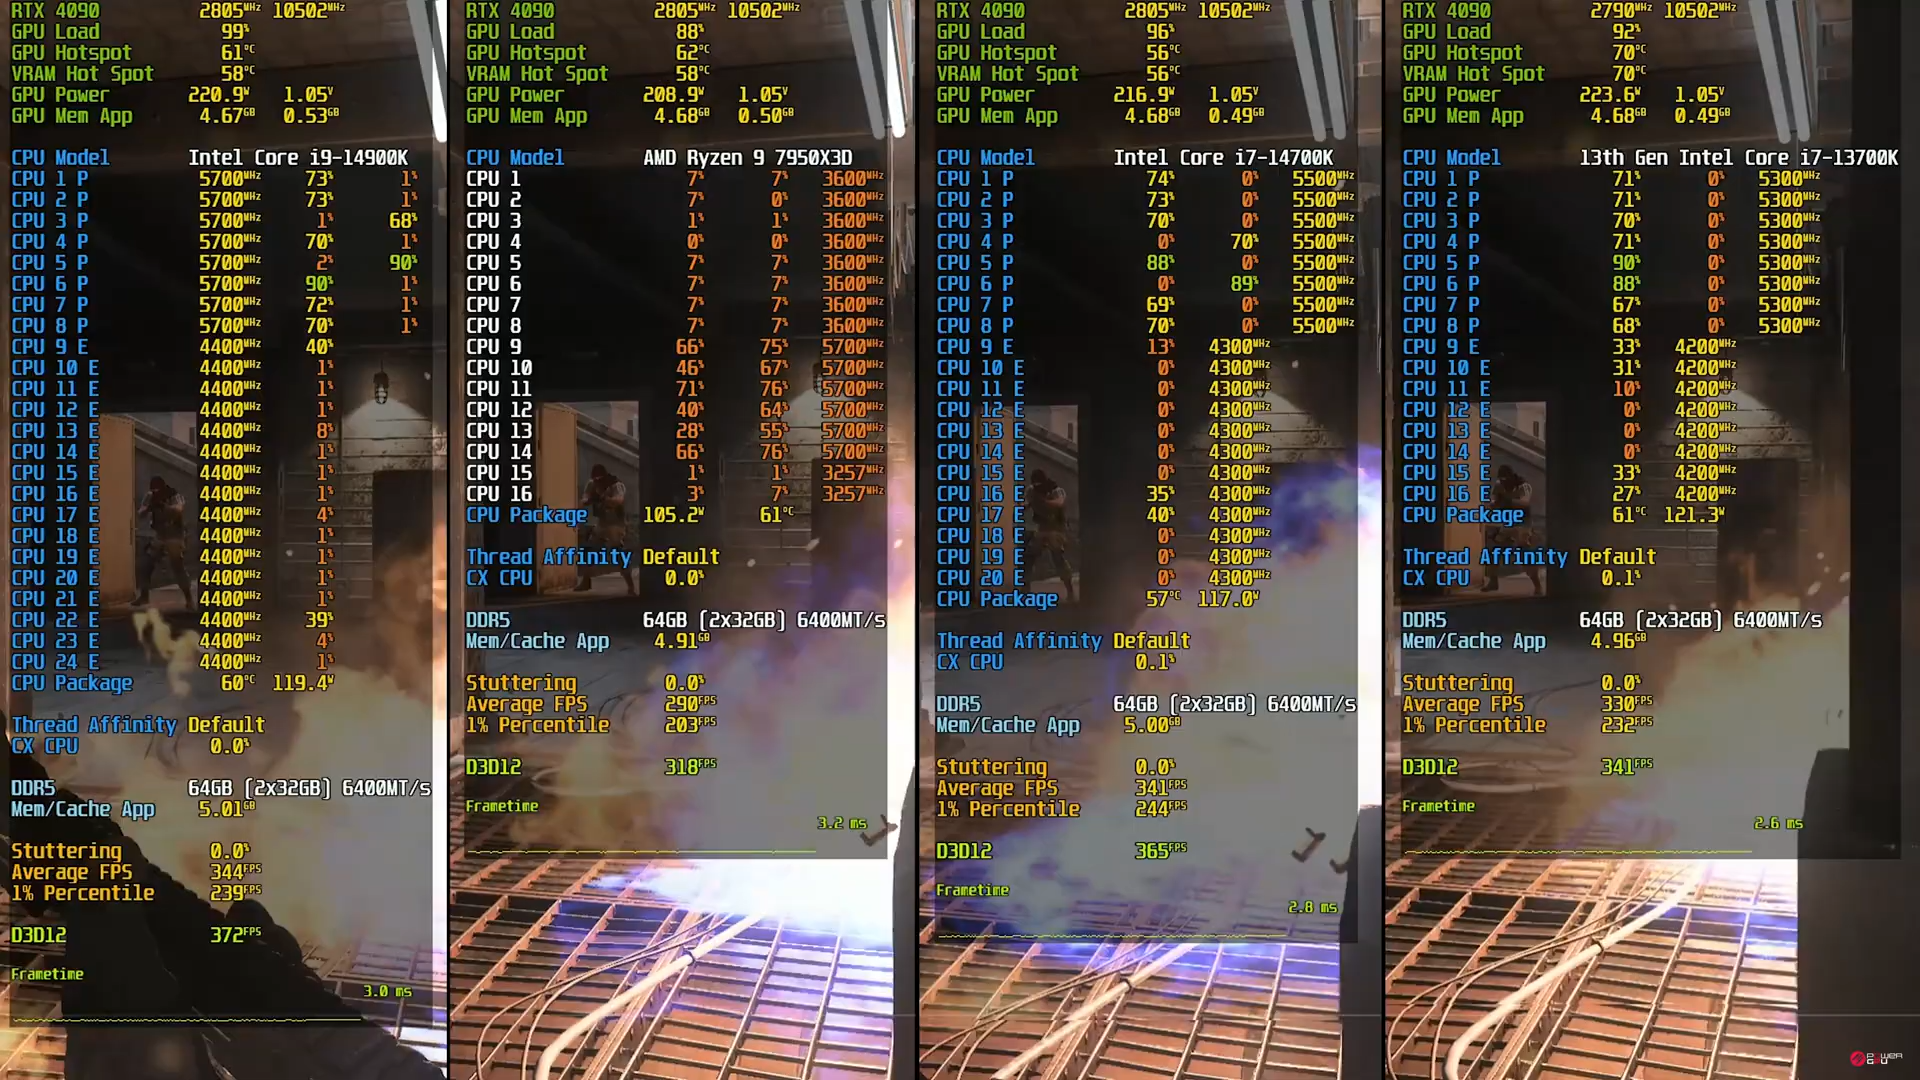 RTX 4090 2805MHz 10502MHz
GPU Load 99%
GPU Hotspot 61°C
VRAM Hot Spot 58°C
GPU Power 220.9W 1.05V
GPU Mem App 4.67GB 0.53GB
CPU Model Intel Core i9-14900K
CPU 1 P 5700MHz 73% 1%
CPU 2 P 5700MHz 73% 1%
CPU 3 P 5700MHz 1% 68%
CPU 4 P 5700MHz 70% 1%
CPU 5 P 5700MHz 2% 90%
CPU 6 P 5700MHz 90% 1%
CPU 7 P 5700MHz 72% 1%
CPU 8 P 5700MHz 70% 1%
CPU 9 E 4400MHz 40%
CPU 10 E 4400MHz 1%
CPU 11 E 4400MHz 1%
CPU 12 E 4400MHz 1%
CPU 13 E 4400MHz 8%
CPU 14 E 4400MHz 1%
CPU 15 E 4400MHz 1%
CPU 16 E 4400MHz 1%
CPU 17 E 4400MHz 4%
CPU 18 E 4400MHz 1%
CPU 19 E 4400MHz 1%
CPU 20 E 4400MHz 1%
CPU 21 E 4400MHz 1%
CPU 22 E 4400MHz 39%
CPU 23 E 4400MHz 4%
CPU 24 E 4400MHz 1%
CPU Package 60°C 119.4W
Thread Affinity Default
CX CPU 0.0%
DDR5 64GB (2x32GB) 6400MT/s
Mem/Cache App 5.01GB
Stuttering 0.0%
Average FPS 344FPS
1% Percentile 239FPS
D3D12 372FPS
Frametime
3.0 ms
RTX 4090 2805MHz 10502MHz
GPU Load 88%
GPU Hotspot 62°C
VRAM Hot Spot 58°C
GPU Power 208.9W 1.05V
GPU Mem App 4.68GB 0.50GB
CPU Model AMD Ryzen 9 7950X3D
CPU 1 7% 7% 3600MHz
CPU 2 7% 0% 3600MHz
CPU 3 1% 1% 3600MHz
CPU 4 0% 0% 3600MHz
CPU 5 7% 7% 3600MHz
CPU 6 7% 7% 3600MHz
CPU 7 7% 7% 3600MHz
CPU 8 7% 7% 3600MHz
CPU 9 66% 75% 5700MHz
CPU 10 46% 67% 5700MHz
CPU 11 71% 76% 5700MHz
CPU 12 40% 64% 5700MHz
CPU 13 28% 55% 5700MHz
CPU 14 66% 76% 5700MHz
CPU 15 1% 1% 3257MHz
CPU 16 3% 7% 3257MHz
CPU Package 105.2W 61°C
Thread Affinity Default
CX CPU 0.0%
DDR5 64GB (2x32GB) 6400MT/s
Mem/Cache App 4.91GB
Stuttering 0.0%
Average FPS 290FPS
1% Percentile 203FPS
D3D12 318FPS
Frametime
3.2 ms
RTX 4090 2805MHz 10502MHz
GPU Load 96%
GPU Hotspot 56°C
VRAM Hot Spot 56°C
GPU Power 216.9W 1.05V
GPU Mem App 4.68GB 0.49GB
CPU Model Intel Core i7-14700K
CPU 1 P 74% 0% 5500MHz
CPU 2 P 73% 0% 5500MHz
CPU 3 P 70% 0% 5500MHz
CPU 4 P 0% 70% 5500MHz
CPU 5 P 88% 0% 5500MHz
CPU 6 P 0% 89% 5500MHz
CPU 7 P 69% 0% 5500MHz
CPU 8 P 70% 0% 5500MHz
CPU 9 E 13% 4300MHz
CPU 10 E 0% 4300MHz
CPU 11 E 0% 4300MHz
CPU 12 E 0% 4300MHz
CPU 13 E 0% 4300MHz
CPU 14 E 0% 4300MHz
CPU 15 E 0% 4300MHz
CPU 16 E 35% 4300MHz
CPU 17 E 40% 4300MHz
CPU 18 E 0% 4300MHz
CPU 19 E 0% 4300MHz
CPU 20 E 0% 4300MHz
CPU Package 57°C 117.0W
Thread Affinity Default
CX CPU 0.1%
DDR5 64GB (2x32GB) 6400MT/s
Mem/Cache App 5.00GB
Stuttering 0.0%
Average FPS 341FPS
1% Percentile 244FPS
D3D12 365FPS
Frametime
2.8 ms
RTX 4090 2790MHz 10502MHz
GPU Load 92%
GPU Hotspot 70°C
VRAM Hot Spot 70°C
GPU Power 223.6W 1.05V
GPU Mem App 4.68GB 0.49GB
CPU Model 13th Gen Intel Core i7-13700K
CPU 1 P 71% 0% 5300MHz
CPU 2 P 71% 0% 5300MHz
CPU 3 P 70% 0% 5300MHz
CPU 4 P 71% 0% 5300MHz
CPU 5 P 90% 0% 5300MHz
CPU 6 P 88% 0% 5300MHz
CPU 7 P 67% 0% 5300MHz
CPU 8 P 68% 0% 5300MHz
CPU 9 E 33% 4200MHz
CPU 10 E 31% 4200MHz
CPU 11 E 10% 4200MHz
CPU 12 E 0% 4200MHz
CPU 13 E 0% 4200MHz
CPU 14 E 0% 4200MHz
CPU 15 E 33% 4200MHz
CPU 16 E 27% 4200MHz
CPU Package 61°C 121.3W
Thread Affinity Default
CX CPU 0.1%
DDR5 64GB (2x32GB) 6400MT/s
Mem/Cache App 4.96GB
Stuttering 0.0%
Average FPS 330FPS
1% Percentile 232FPS
D3D12 341FPS
Frametime
2.6 ms